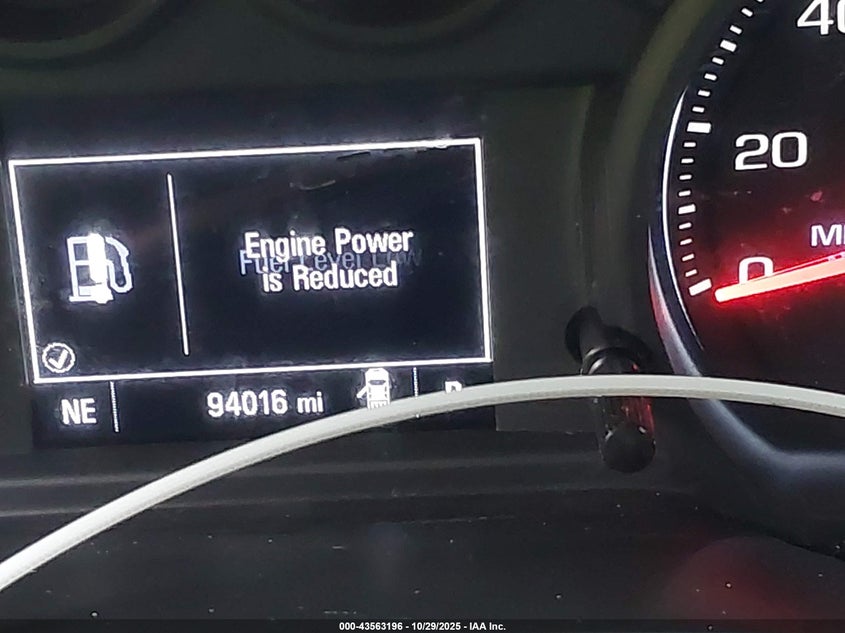 40
20
MI
0
Engine Power
Fuel Level Low
is Reduced
NE
94016 mi
000-43563196 - 10/29/2025 - IAA Inc.